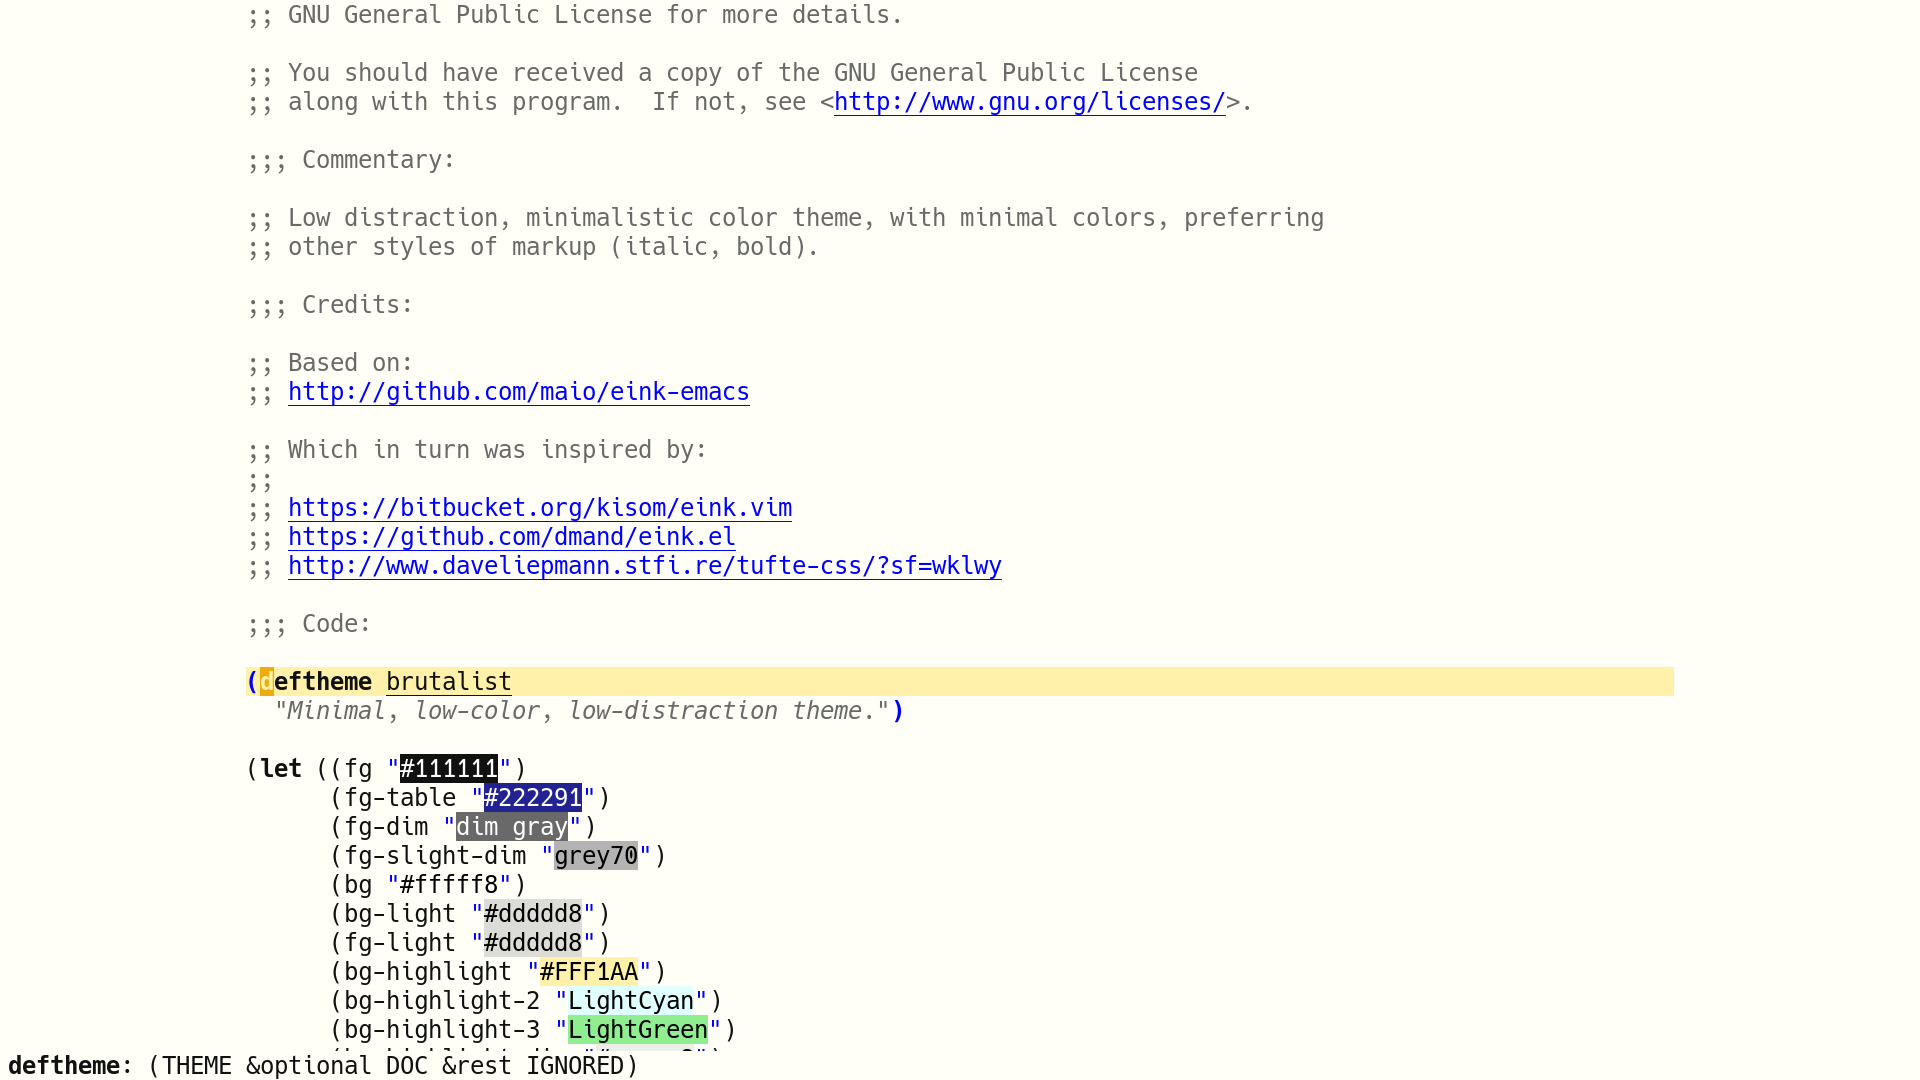 ;; GNU General Public License for more details.
;; You should have received a copy of the GNU General Public License
;; along with this program.  If not, see <http://www.gnu.org/licenses/>.
;;; Commentary:
;; Low distraction, minimalistic color theme, with minimal colors, preferring
;; other styles of markup (italic, bold).
;;; Credits:
;; Based on:
;; http://github.com/maio/eink-emacs
;; Which in turn was inspired by:
;;
;; https://bitbucket.org/kisom/eink.vim
;; https://github.com/dmand/eink.el
;; http://www.daveliepmann.stfi.re/tufte-css/?sf=wklwy
;;; Code:
(deftheme brutalist
  "Minimal, low-color, low-distraction theme.")
(let ((fg "#111111")
      (fg-table "#222291")
      (fg-dim "dim gray")
      (fg-slight-dim "grey70")
      (bg "#fffff8")
      (bg-light "#ddddd8")
      (fg-light "#ddddd8")
      (bg-highlight "#FFF1AA")
      (bg-highlight-2 "LightCyan")
      (bg-highlight-3 "LightGreen")
deftheme: (THEME &optional DOC &rest IGNORED)